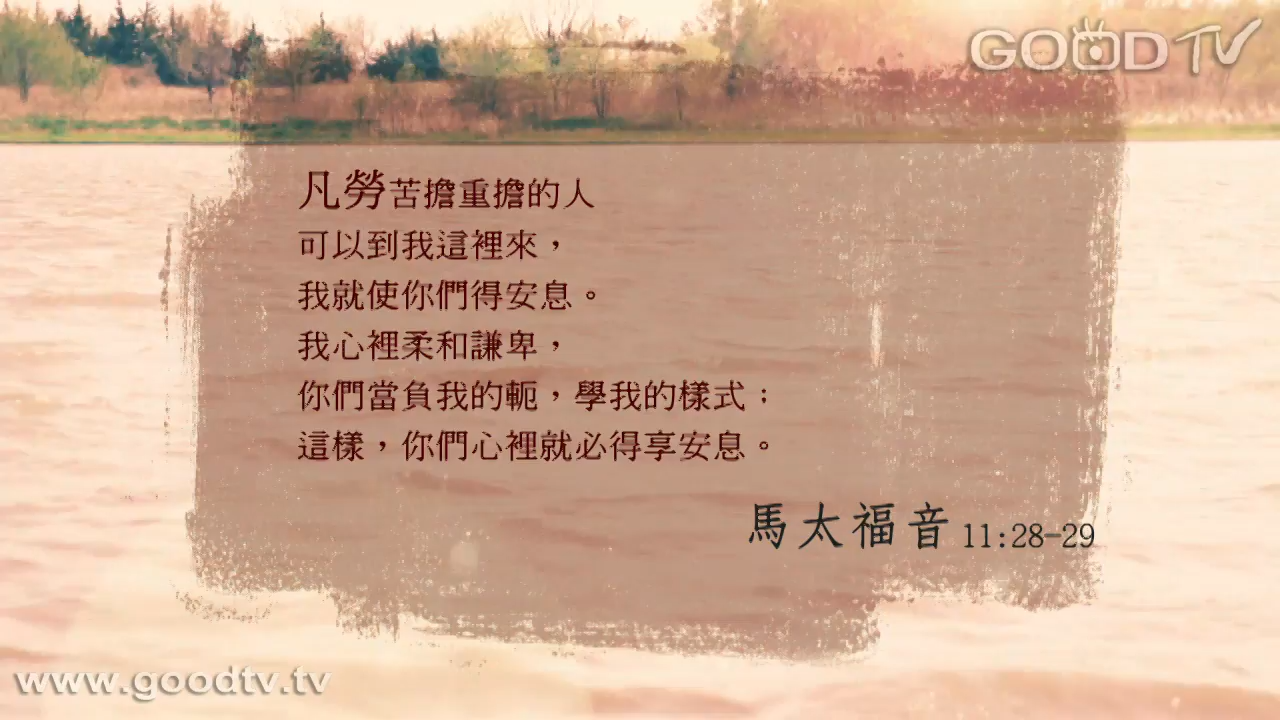 GOOD TV
凡勞苦擔重擔的人
可以到我這裡來，
我就使你們得安息。
我心裡柔和謙卑，
你們當負我的軛，學我的樣式；
這樣，你們心裡就必得享安息。
馬太福音 11:28-29
www.goodtv.tv